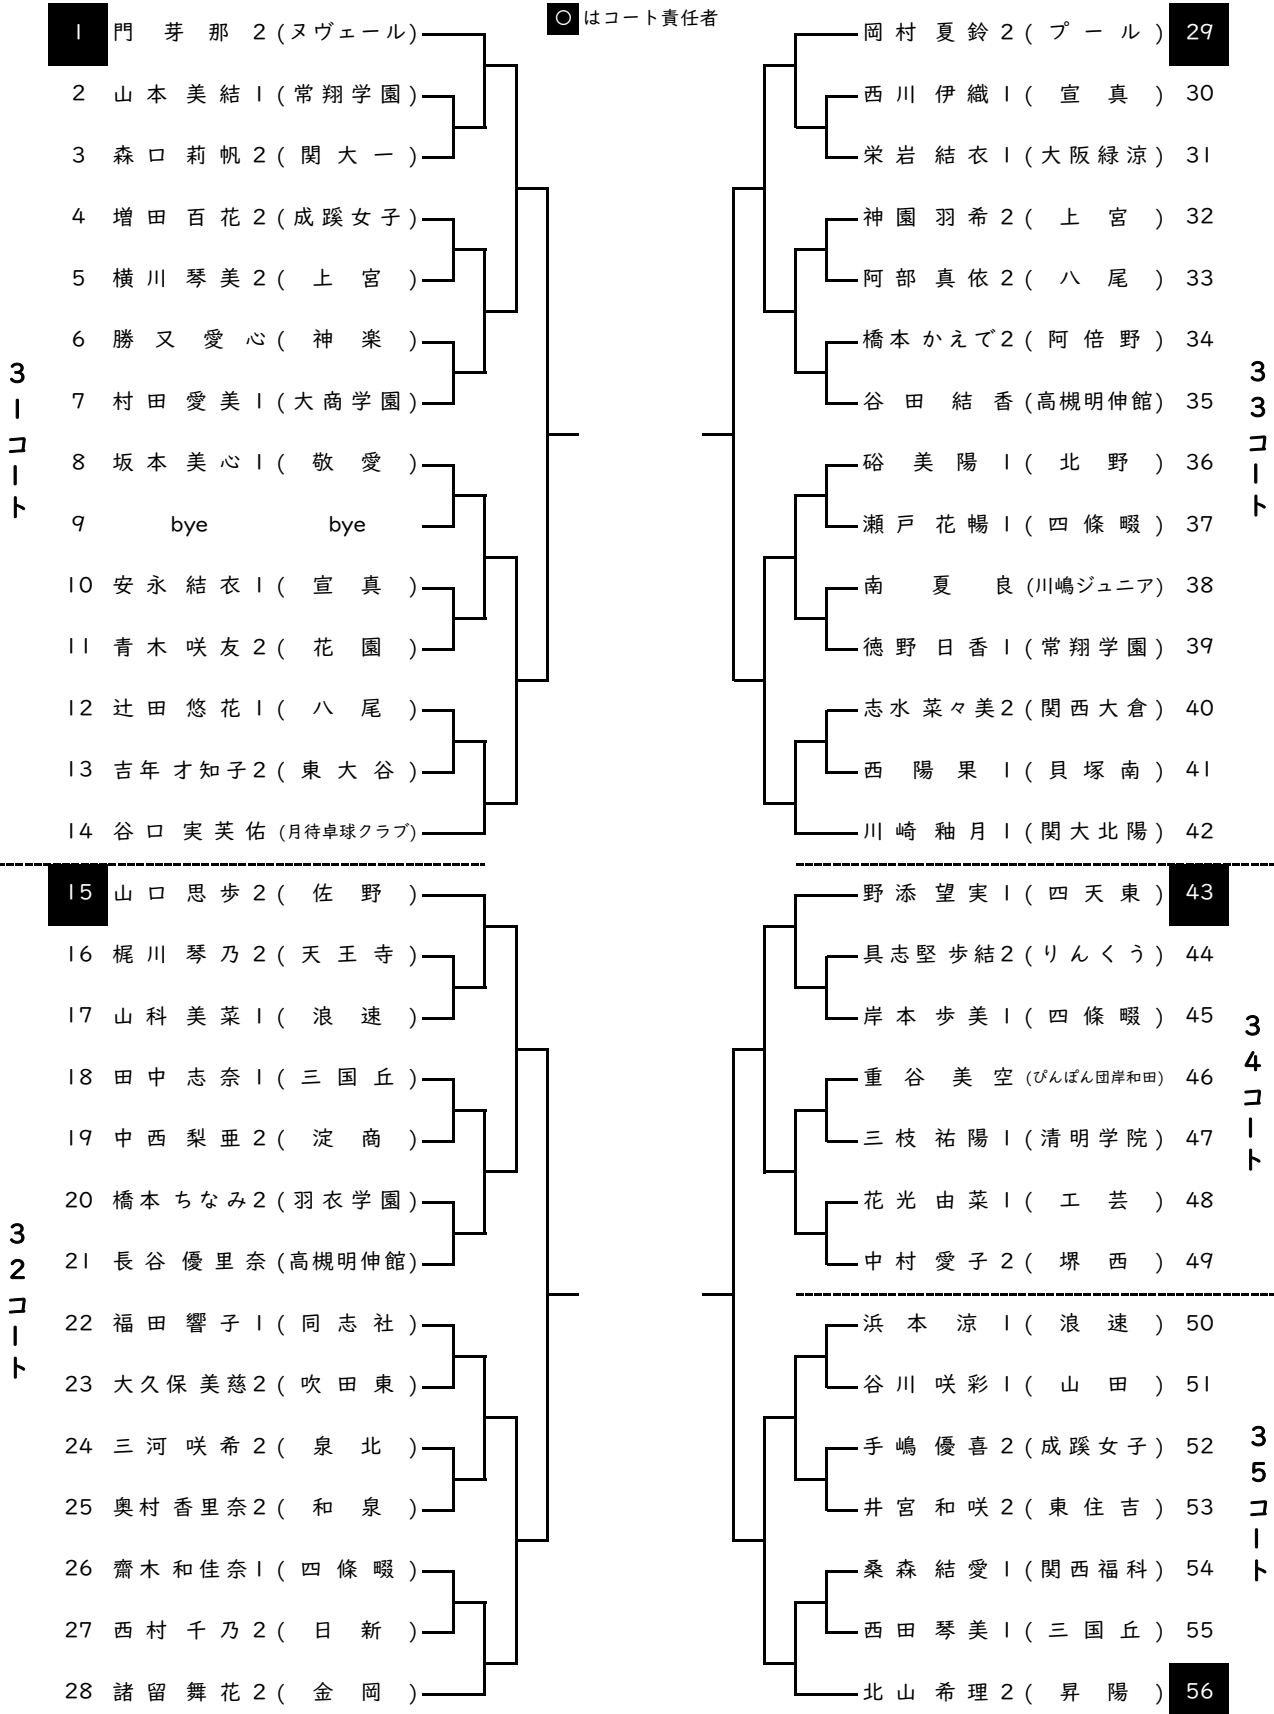 ○ はコート責任者
31コート
1 門 芽那 2 (ヌヴェール)
2 山本 美結 1 (常翔学園)
3 森口 莉帆 2 (関大一)
4 増田 百花 2 (成蹊女子)
5 横川 琴美 2 (上宮)
6 勝又 愛心 (神楽)
7 村田 愛美 1 (大商学園)
8 坂本 美心 1 (敬愛)
9 bye bye
10 安永 結衣 1 (宣真)
11 青木 咲友 2 (花園)
12 辻田 悠花 1 (八尾)
13 吉年 才知子 2 (東大谷)
14 谷口 実芙佑 (月待卓球クラブ)
32コート
15 山口 思歩 2 (佐野)
16 梶川 琴乃 2 (天王寺)
17 山科 美菜 1 (浪速)
18 田中 志奈 1 (三国丘)
19 中西 梨亜 2 (淀商)
20 橋本 ちなみ 2 (羽衣学園)
21 長谷 優里奈 (高槻明伸館)
22 福田 響子 1 (同志社)
23 大久保 美慈 2 (吹田東)
24 三河 咲希 2 (泉北)
25 奥村 香里奈 2 (和泉)
26 齋木 和佳奈 1 (四條畷)
27 西村 千乃 2 (日新)
28 諸留 舞花 2 (金岡)
33コート
岡村 夏鈴 2 (プール) 29
西川 伊織 1 (宣真) 30
栄岩 結衣 1 (大阪緑涼) 31
神園 羽希 2 (上宮) 32
阿部 真依 2 (八尾) 33
橋本 かえで 2 (阿倍野) 34
谷田 結香 (高槻明伸館) 35
硲 美陽 1 (北野) 36
瀬戸 花暢 1 (四條畷) 37
南 夏良 (川嶋ジュニア) 38
徳野 日香 1 (常翔学園) 39
志水 菜々美 2 (関西大倉) 40
西 陽果 1 (貝塚南) 41
川崎 釉月 1 (関大北陽) 42
34コート
野添 望実 1 (四天東) 43
具志堅 歩結 2 (りんくう) 44
岸本 歩美 1 (四條畷) 45
重谷 美空 (ぴんぽん団岸和田) 46
三枝 祐陽 1 (清明学院) 47
花光 由菜 1 (工芸) 48
中村 愛子 2 (堺西) 49
35コート
浜本 涼 1 (浪速) 50
谷川 咲彩 1 (山田) 51
手嶋 優喜 2 (成蹊女子) 52
井宮 和咲 2 (東住吉) 53
桑森 結愛 1 (関西福科) 54
西田 琴美 1 (三国丘) 55
北山 希理 2 (昇陽) 56